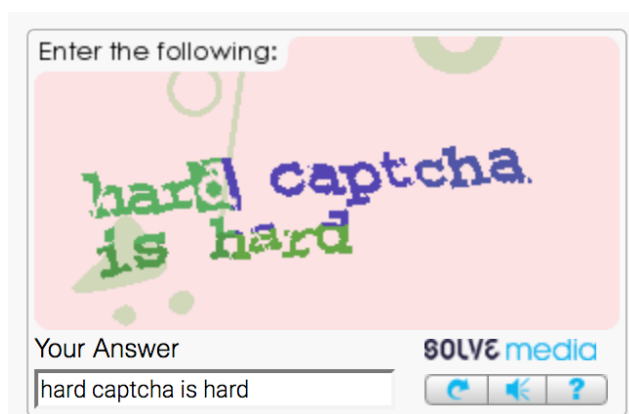 Enter the following:
hard captcha
is hard
Your Answer
SOLVE media
hard captcha is hard
?